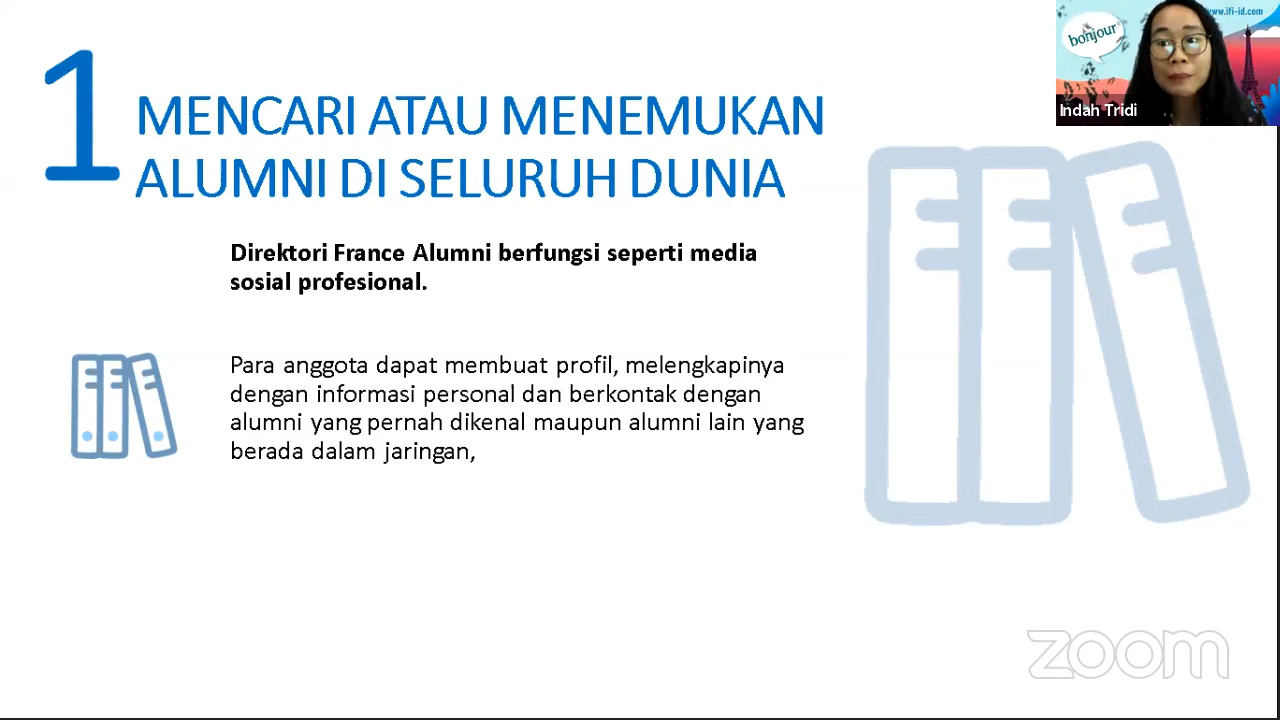 1
MENCARI ATAU MENEMUKAN
ALUMNI DI SELURUH DUNIA
Direktori France Alumni berfungsi seperti media
sosial profesional.
Para anggota dapat membuat profil, melengkapinya
dengan informasi personal dan berkontak dengan
alumni yang pernah dikenal maupun alumni lain yang
berada dalam jaringan,
www.ifi-id.com
bonjour
Indah Tridi
zoom